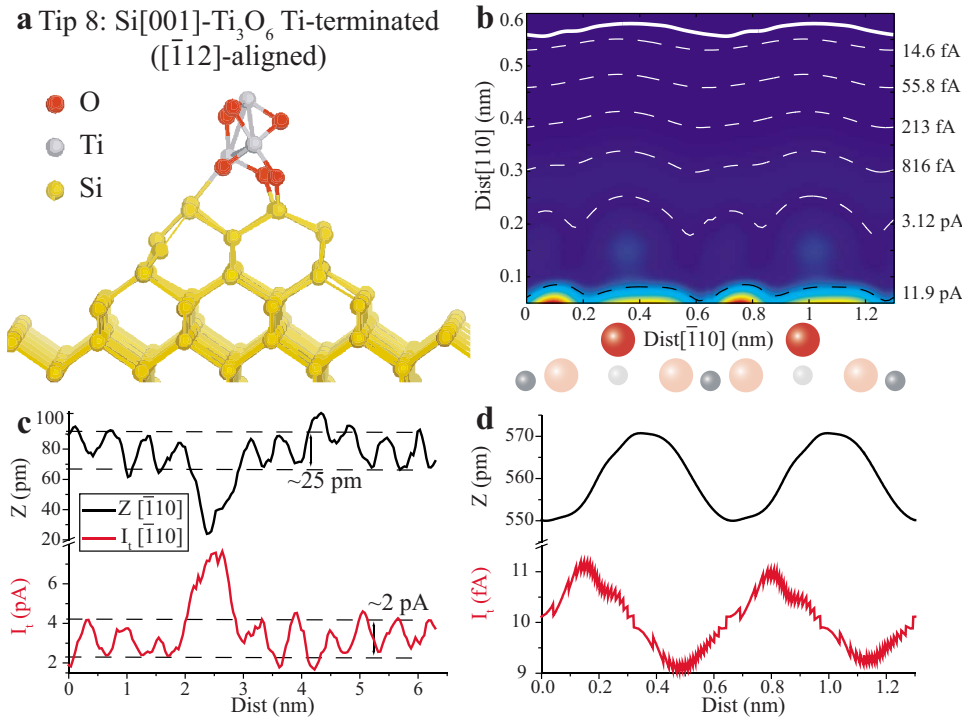 a Tip 8: Si[001]-Ti₃O₆ Ti-terminated
([1̄12]-aligned)
O
Ti
Si
b
Dist[110] (nm)
0.6
0.5
0.4
0.3
0.2
0.1
14.6 fA
55.8 fA
213 fA
816 fA
3.12 pA
11.9 pA
0 0.2 0.4 0.6 0.8 1.0 1.2
Dist[1̄10] (nm)
c
Z (pm)
100
80
60
40
20
~25 pm
Z [1̄10]
Iₜ [1̄10]
Iₜ (pA)
6
4
2
~2 pA
0 1 2 3 4 5 6
Dist (nm)
d
Z (pm)
570
560
550
Iₜ (fA)
11
10
9
0.0 0.2 0.4 0.6 0.8 1.0 1.2
Dist (nm)